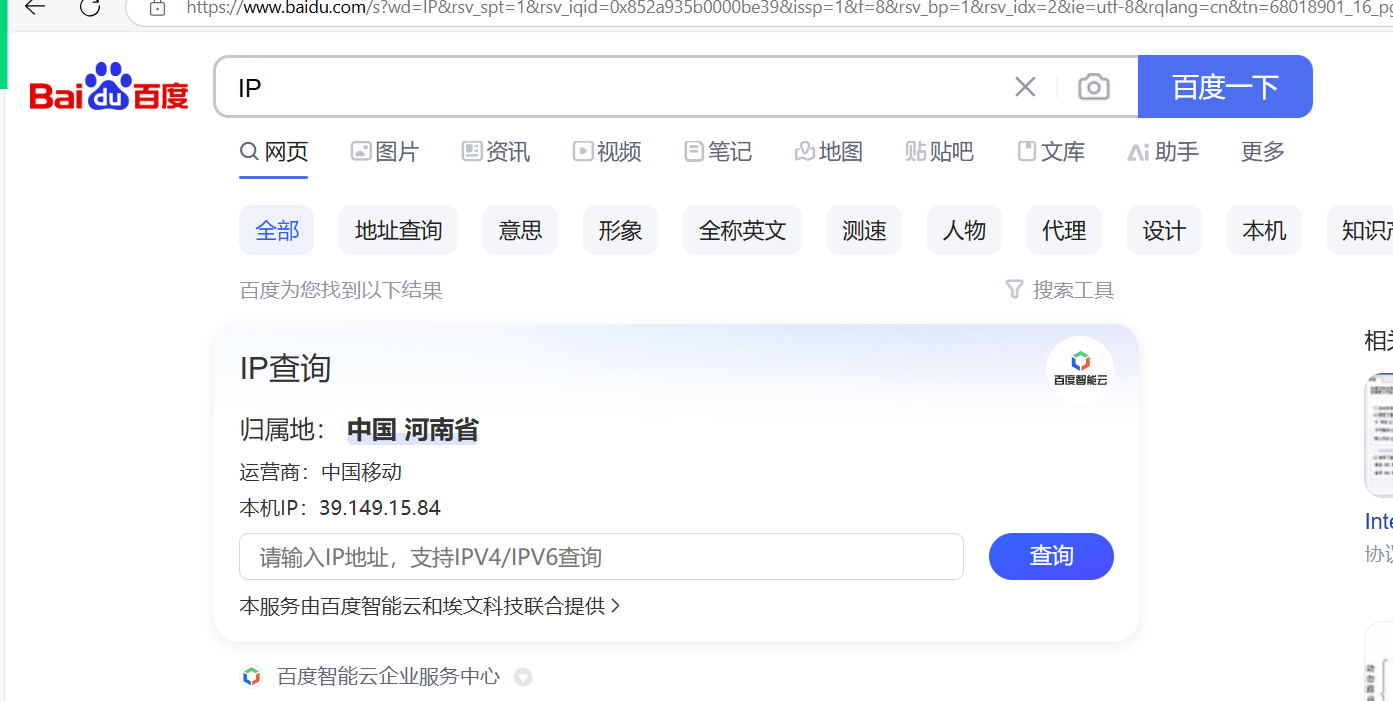 https://www.baidu.com/s?wd=IP&rsv_spt=1&rsv_iqid=0x852a935b0000be39&issp=1&f=8&rsv_bp=1&rsv_idx=2&ie=utf-8&rqlang=cn&tn=68018901_16_pg
Bai du 百度
IP
百度一下
网页 图片 资讯 视频 笔记 地图 贴吧 文库 Ai助手 更多
全部 地址查询 意思 形象 全称英文 测速 人物 代理 设计 本机 知识产
百度为您找到以下结果 搜索工具
相关
IP查询
百度智能云
归属地： 中国 河南省
运营商：中国移动
本机IP：39.149.15.84
Inte
请输入IP地址，支持IPV4/IPV6查询 查询
协议
本服务由百度智能云和埃文科技联合提供 >
百度智能云企业服务中心